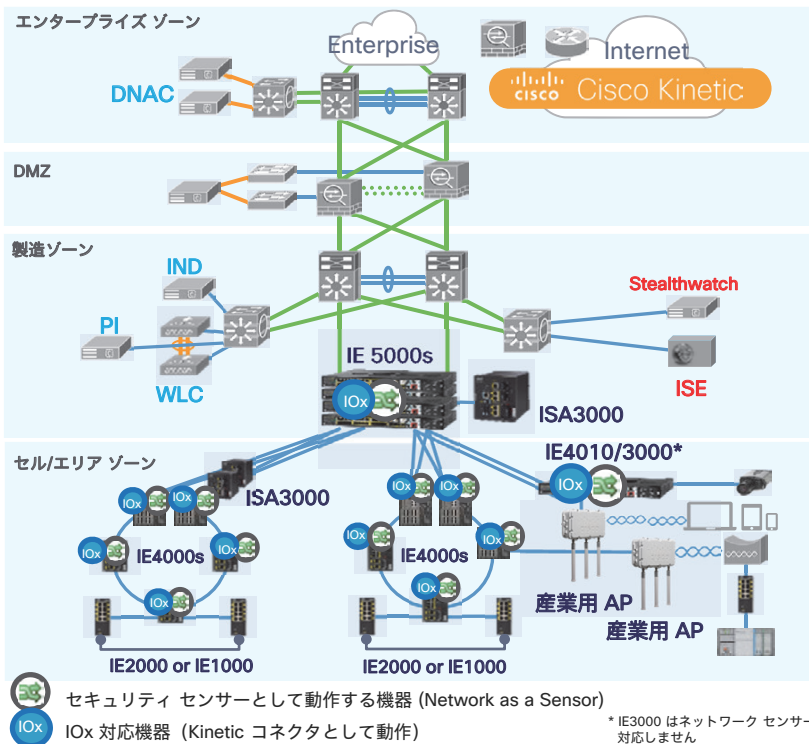 エンタープライズ ゾーン
Enterprise
Internet
CISCO Cisco Kinetic
DNAC
DMZ
製造ゾーン
IND
PI
WLC
Stealthwatch
ISE
IE 5000s
IOx
ISA3000
セル/エリア ゾーン
ISA3000
IE4010/3000*
IOx
IOx
IOx
IOx
IOx
IOx
IE4000s
IOx
IOx
IOx
IOx
IE4000s
IOx
IOx
産業用 AP
産業用 AP
IE2000 or IE1000
IE2000 or IE1000
セキュリティ センサーとして動作する機器 (Network as a Sensor)
IOx
IOx 対応機器（Kinetic コネクタとして動作）
* IE3000 はネットワーク センサー
対応しません